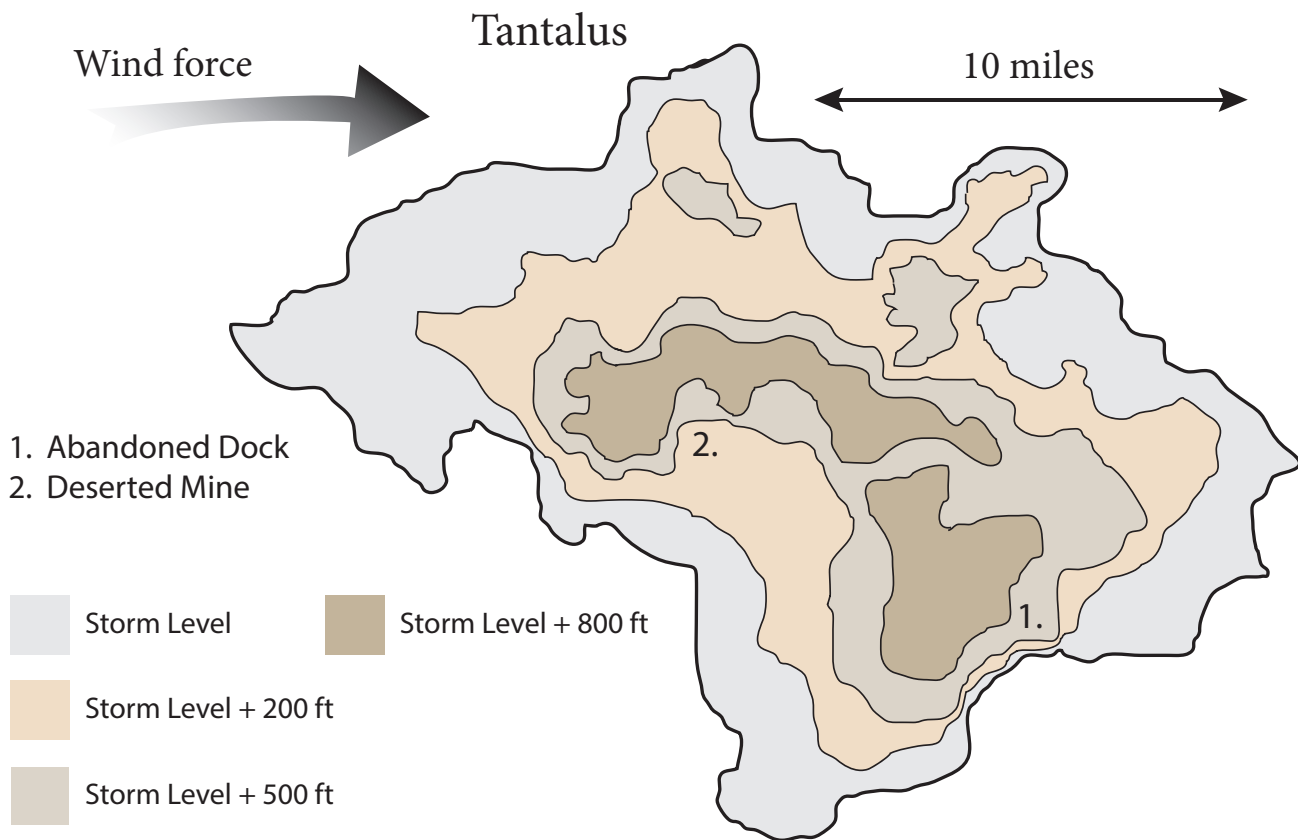 Tantalus
Wind force
10 miles
1. Abandoned Dock
2. Deserted Mine
2.
1.
Storm Level
Storm Level + 800 ft
Storm Level + 200 ft
Storm Level + 500 ft